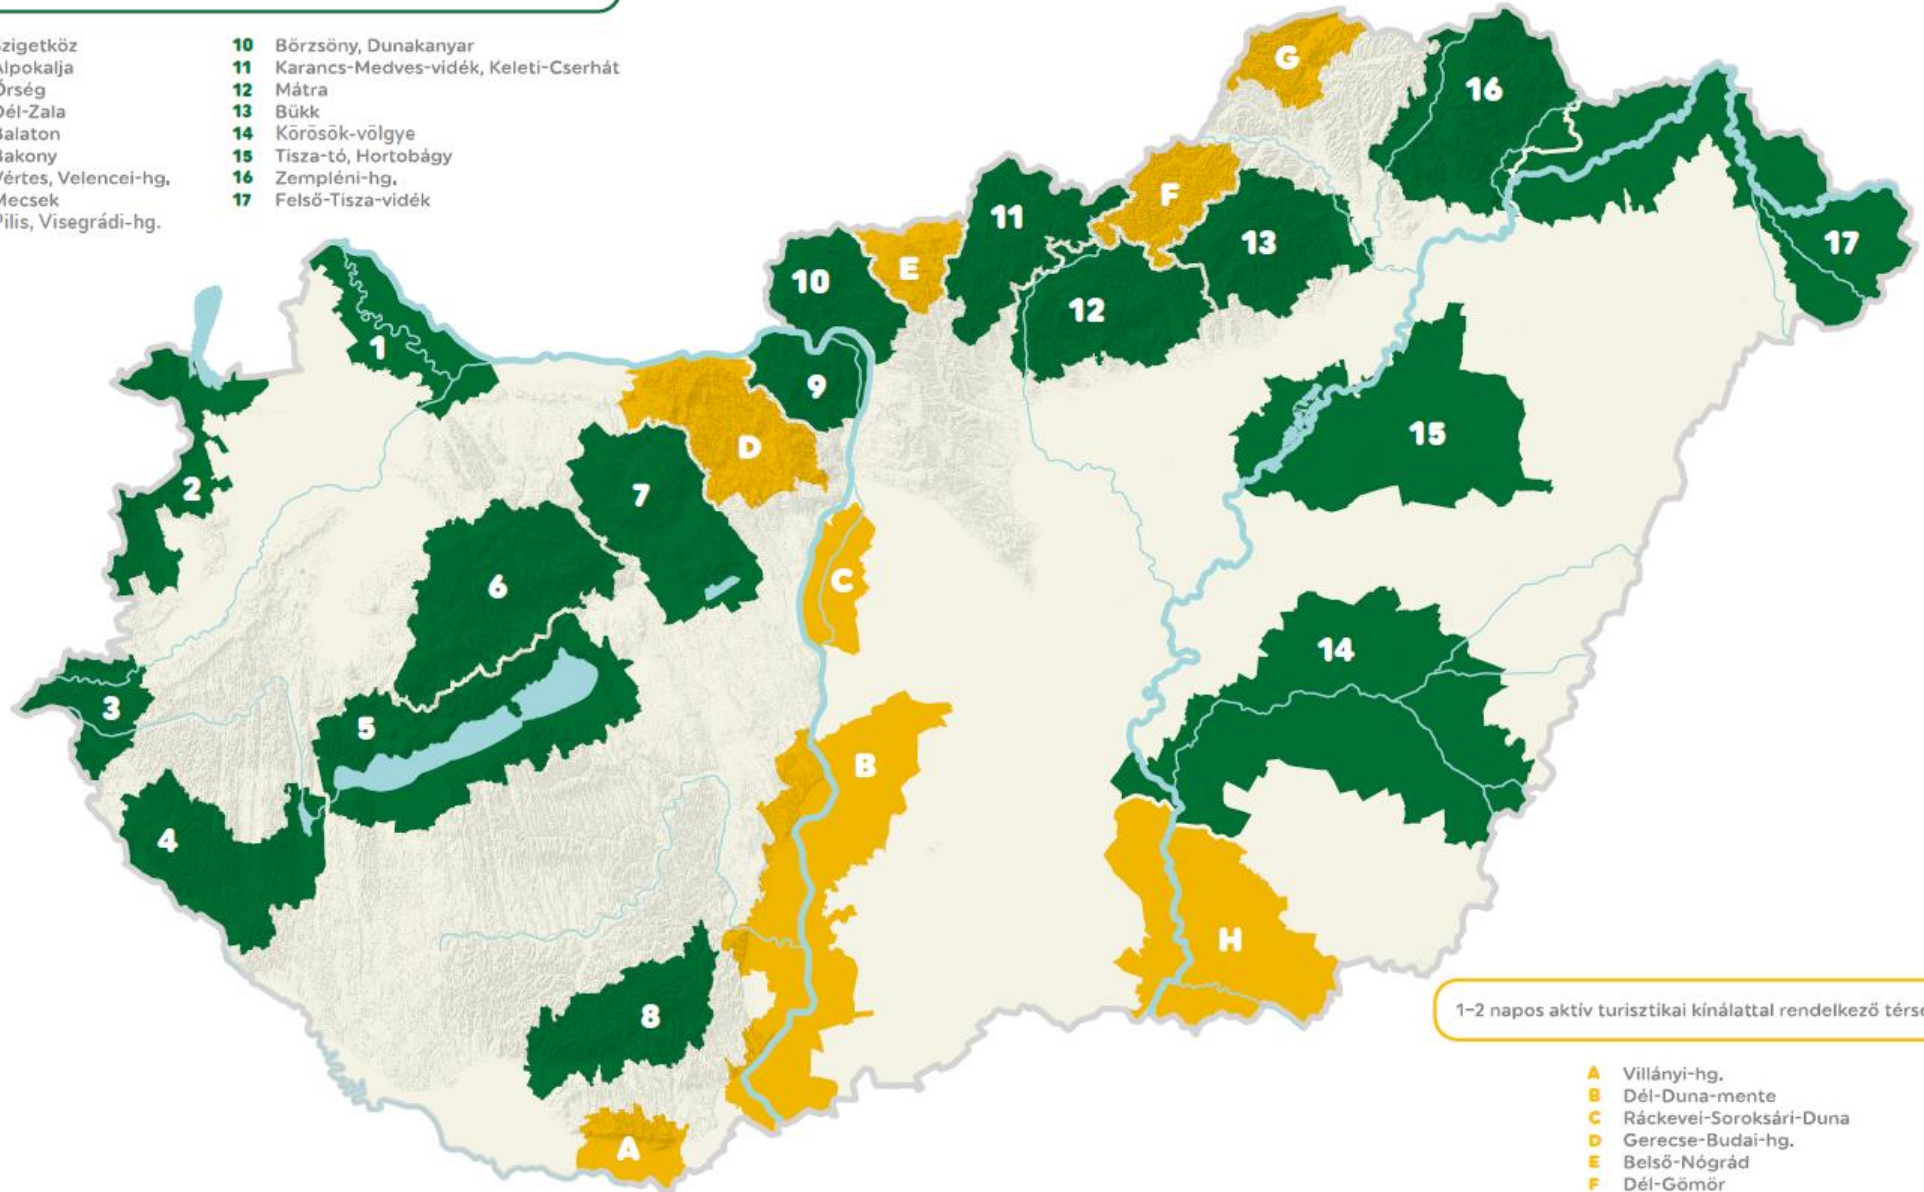 zigetköz
Alpokalja
Őrség
Dél-Zala
Balaton
Bakony
Vértes, Velencei-hg.
Mecsek
Pilis, Visegrádi-hg.
10 Börzsöny, Dunakanyar
11 Karancs-Medves-vidék, Keleti-Cserhát
12 Mátra
13 Bükk
14 Körösök-völgye
15 Tisza-tó, Hortobágy
16 Zempléni-hg.
17 Felső-Tisza-vidék
G
16
F
11
13
17
10
E
12
1
9
15
D
2
7
6
C
14
3
5
B
4
H
8
A
1-2 napos aktív turisztikai kínálattal rendelkező térsé
A Villányi-hg.
B Dél-Duna-mente
C Ráckevei-Soroksári-Duna
D Gerecse-Budai-hg.
E Belső-Nógrád
F Dél-Gömör